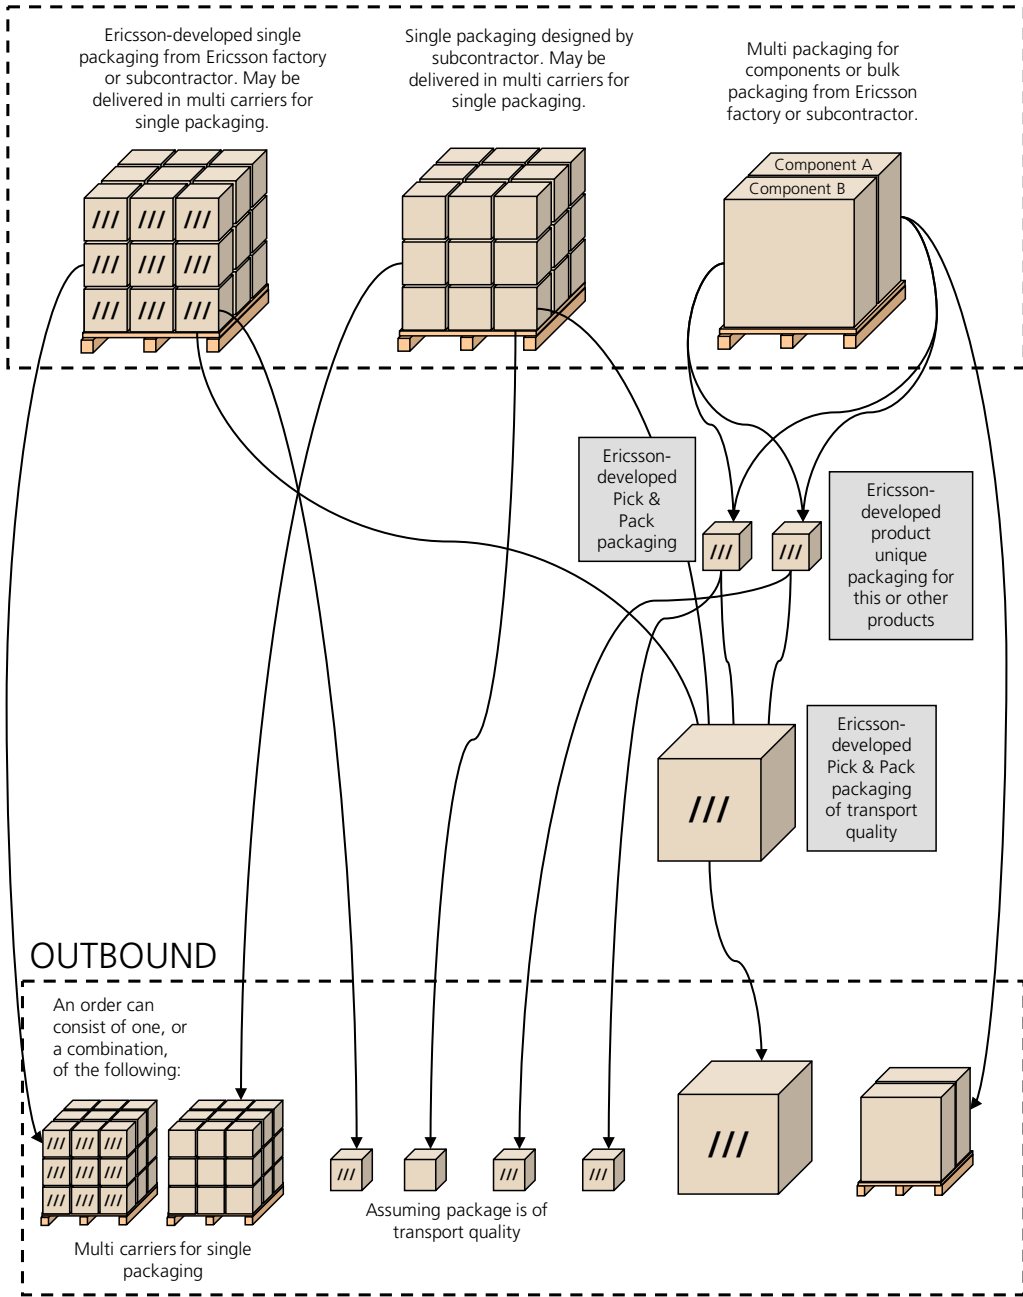 Ericsson-developed single
packaging from Ericsson factory
or subcontractor. May be
delivered in multi carriers for
single packaging.
Single packaging designed by
subcontractor. May be
delivered in multi carriers for
single packaging.
Multi packaging for
components or bulk
packaging from Ericsson
factory or subcontractor.
Component A
Component B
Ericsson-
developed
Pick &
Pack
packaging
Ericsson-
developed
product
unique
packaging for
this or other
products
Ericsson-
developed
Pick & Pack
packaging
of transport
quality
OUTBOUND
An order can
consist of one, or
a combination,
of the following:
Assuming package is of
transport quality
Multi carriers for single
packaging